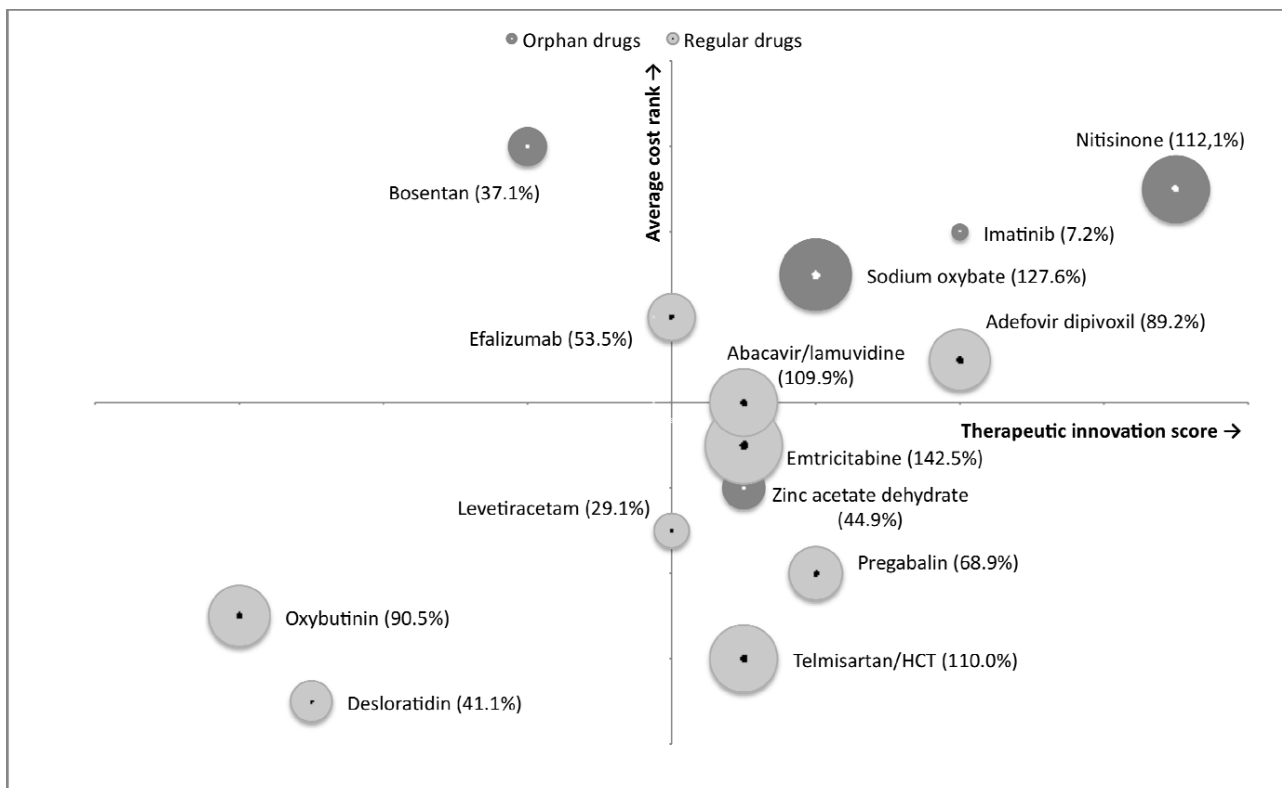 Orphan drugs
Regular drugs
Average cost rank →
Nitisinone (112,1%)
Bosentan (37.1%)
Imatinib (7.2%)
Sodium oxybate (127.6%)
Efalizumab (53.5%)
Adefovir dipivoxil (89.2%)
Abacavir/lamuvidine
(109.9%)
Therapeutic innovation score →
Emtricitabine (142.5%)
Zinc acetate dehydrate
(44.9%)
Levetiracetam (29.1%)
Pregabalin (68.9%)
Oxybutinin (90.5%)
Telmisartan/HCT (110.0%)
Desloratidin (41.1%)